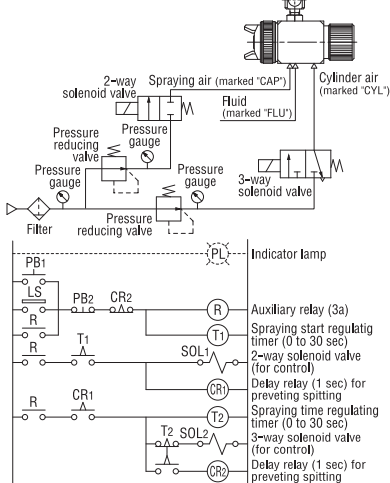 2-way
solenoid valve
Spraying air (marked "CAP")
Fluid
(marked "FLU")
Cylinder air
(marked "CYL")
Pressure
reducing
valve
Pressure
gauge
3-way
solenoid valve
Pressure
gauge
Pressure
gauge
Filter
Pressure
reducing valve
PB1
PL
Indicator lamp
LS
PB2
CR2
R
R
Auxiliary relay (3a)
T1
Spraying start regulatig
timer (0 to 30 sec)
R
T1
SOL1
2-way solenoid valve
(for control)
CR1
Delay relay (1 sec) for
preveting spitting
R
CR1
T2
Spraying time regulating
timer (0 to 30 sec)
T2
SOL2
3-way solenoid valve
(for control)
CR2
Delay relay (1 sec) for
preveting spitting